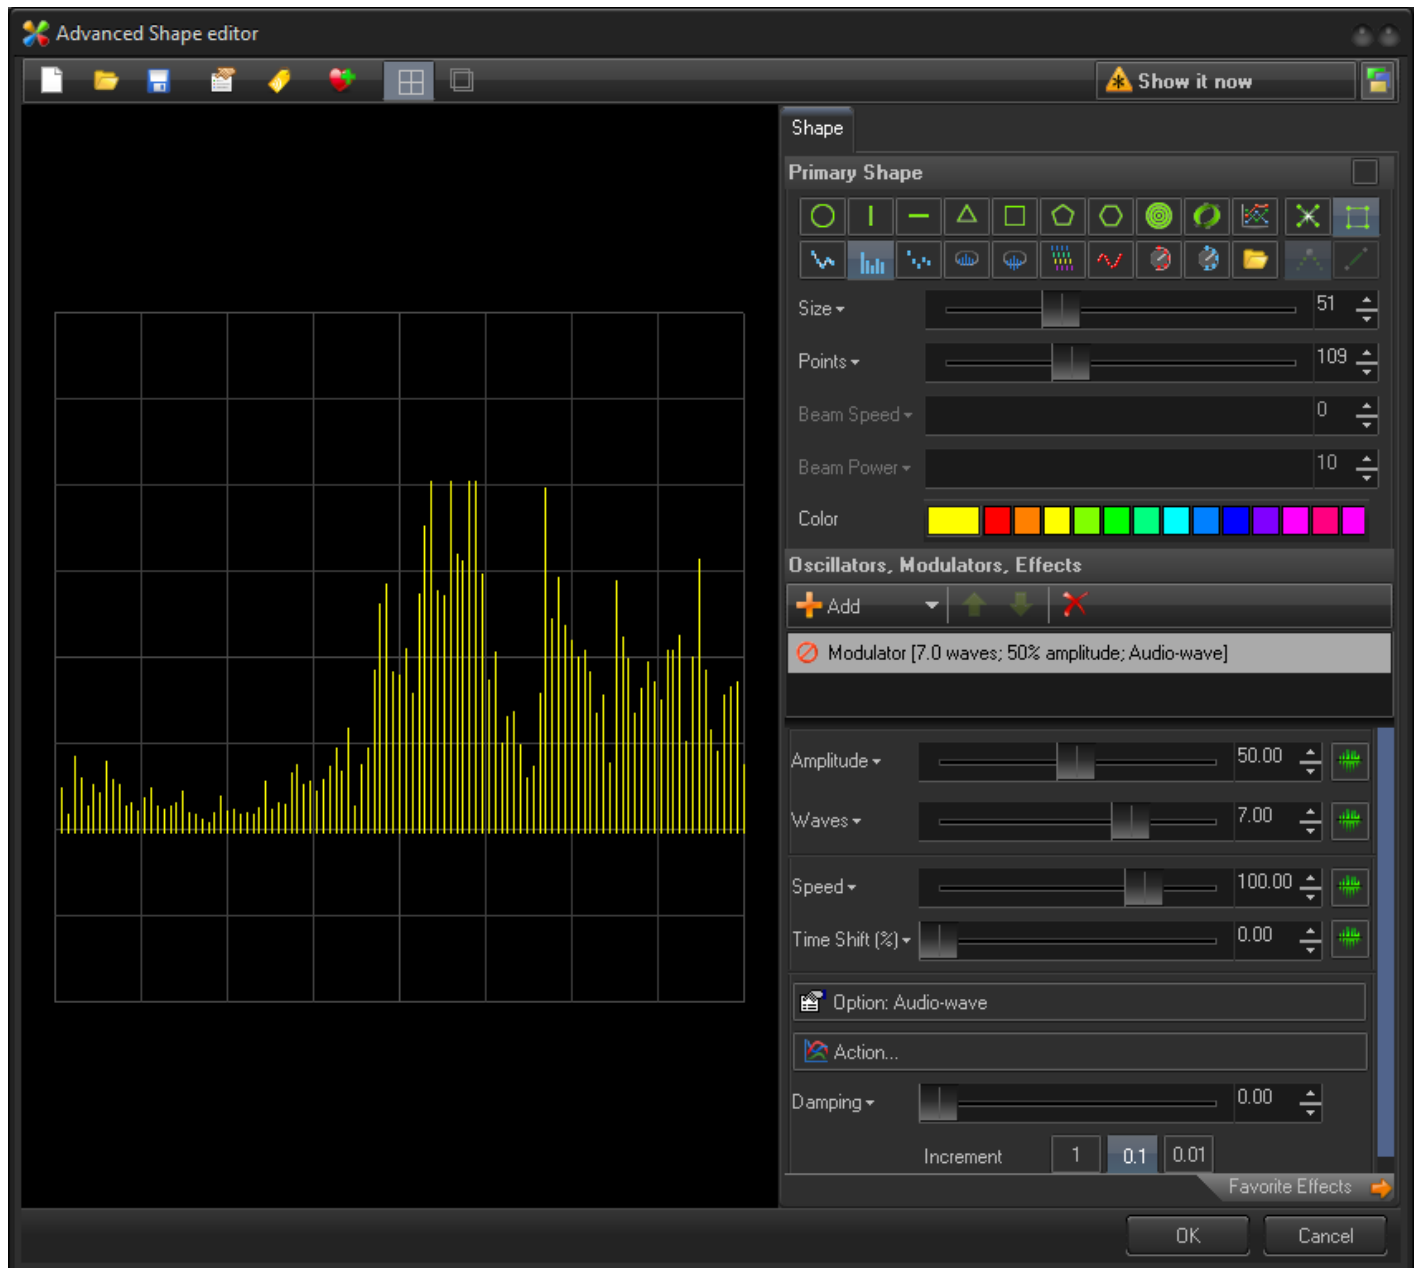 Advanced Shape editor
Show it now
Shape
Primary Shape
Size 51
Points 109
Beam Speed 0
Beam Power 10
Color
Oscillators, Modulators, Effects
Add
Modulator [7.0 waves; 50% amplitude; Audio-wave]
Amplitude 50.00
Waves 7.00
Speed 100.00
Time Shift (%) 0.00
Option: Audio-wave
Action...
Damping 0.00
Increment 1 0.1 0.01
Favorite Effects
OK Cancel